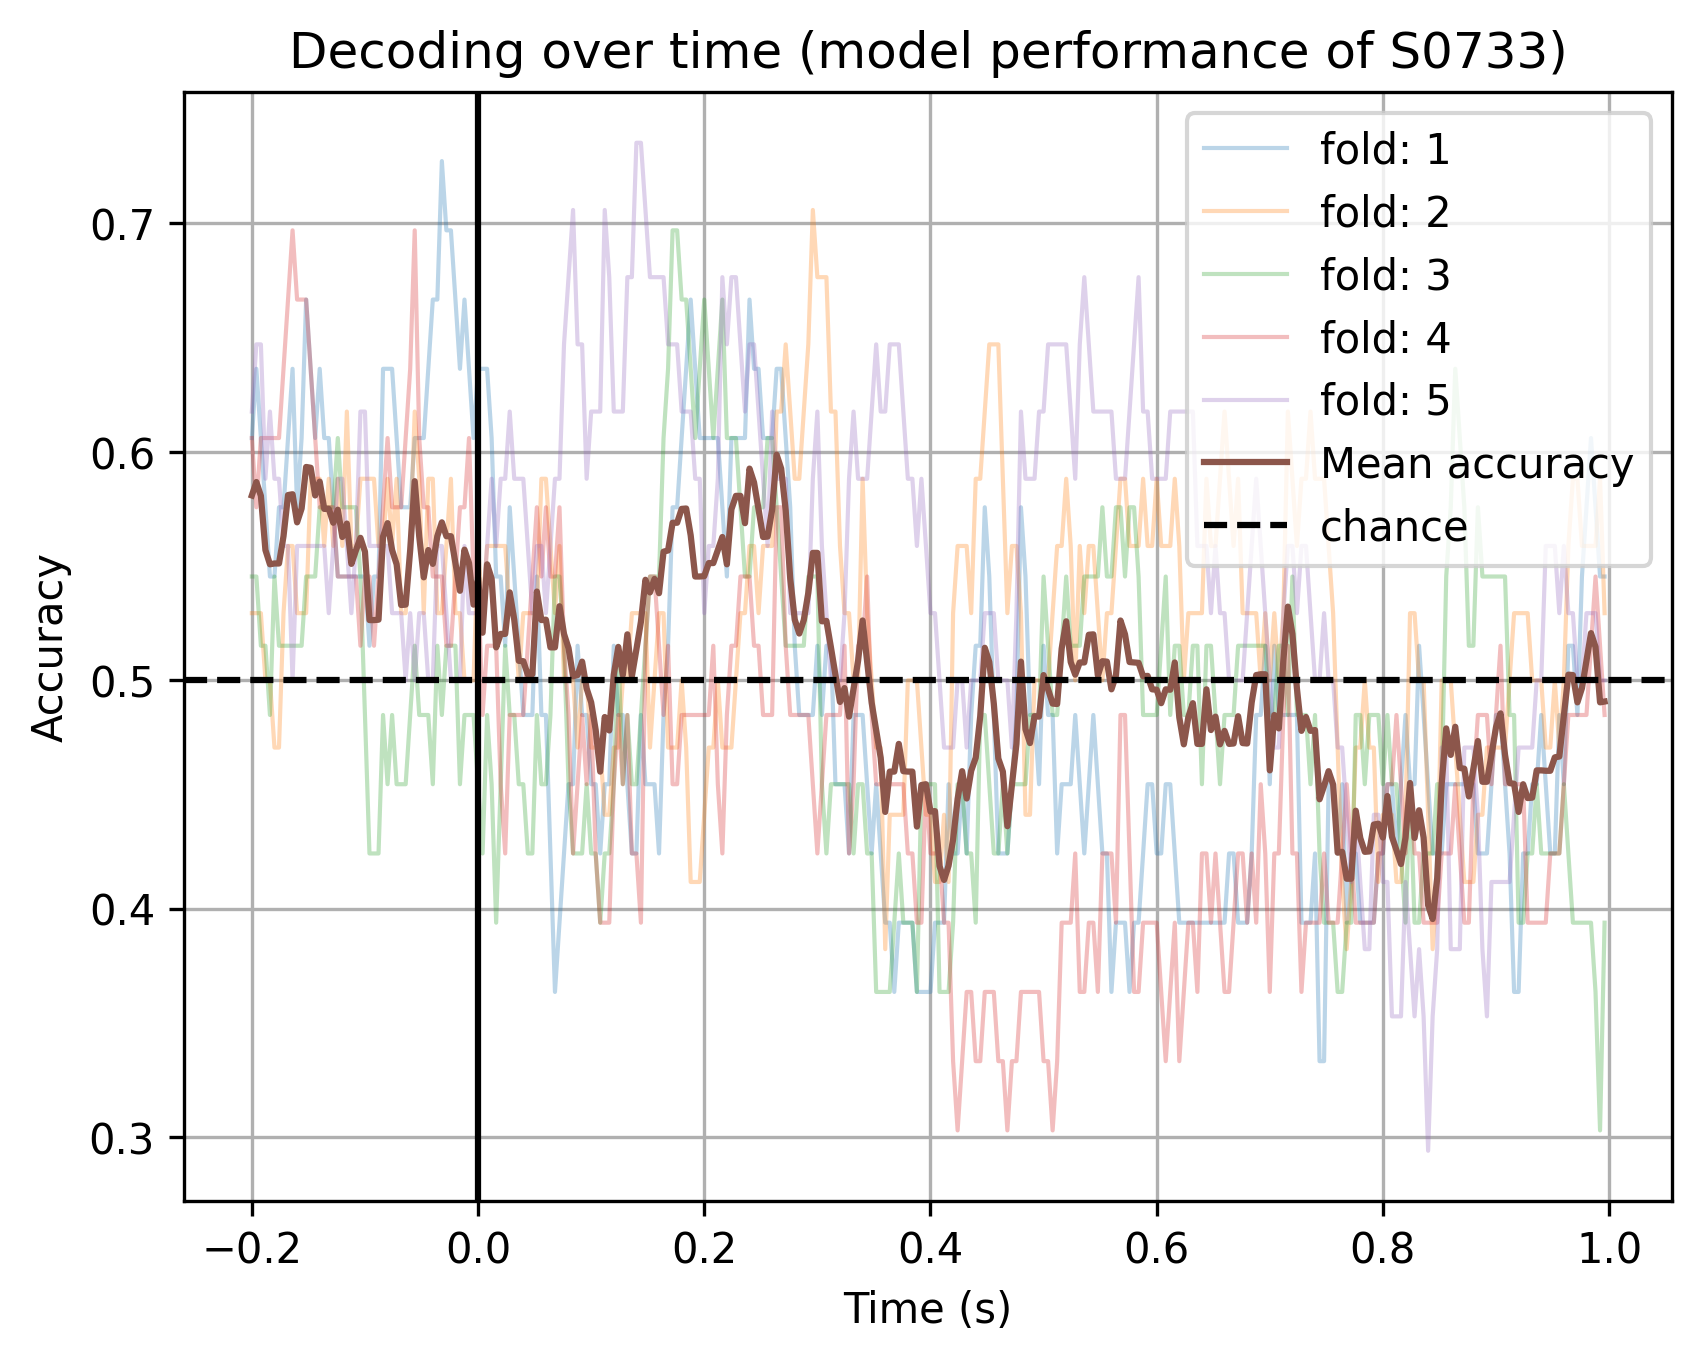 Decoding over time (model performance of S0733)
fold: 1
fold: 2
fold: 3
fold: 4
fold: 5
Mean accuracy
chance
Accuracy
0.7
0.6
0.5
0.4
0.3
−0.2 0.0 0.2 0.4 0.6 0.8 1.0
Time (s)